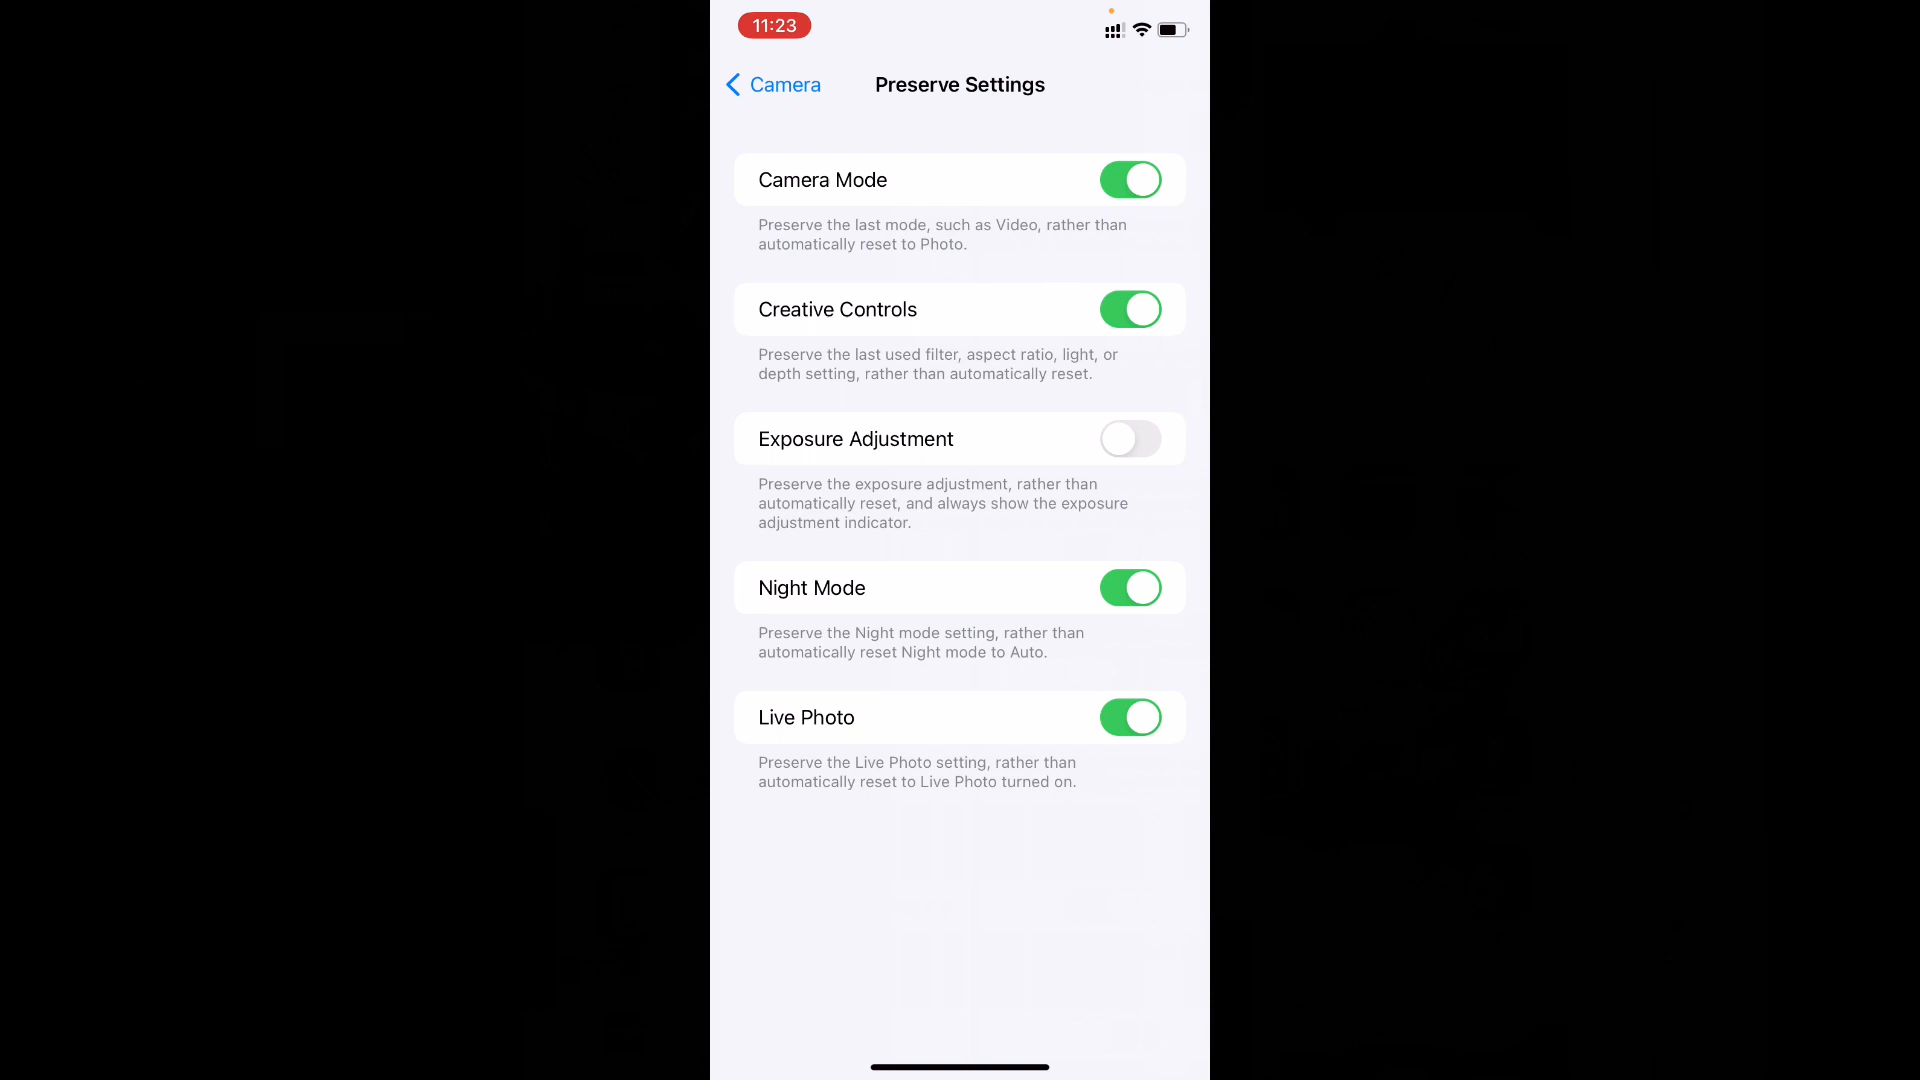 11:23
Camera
Preserve Settings
Camera Mode
Preserve the last mode, such as Video, rather than
automatically reset to Photo.
Creative Controls
Preserve the last used filter, aspect ratio, light, or
depth setting, rather than automatically reset.
Exposure Adjustment
Preserve the exposure adjustment, rather than
automatically reset, and always show the exposure
adjustment indicator.
Night Mode
Preserve the Night mode setting, rather than
automatically reset Night mode to Auto.
Live Photo
Preserve the Live Photo setting, rather than
automatically reset to Live Photo turned on.